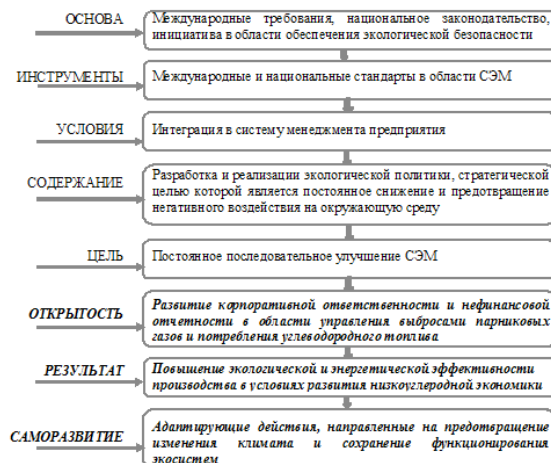 ОСНОВА
Международные требования, национальное законодательство,
инициатива в области обеспечения экологической безопасности
ИНСТРУМЕНТЫ
Международные и национальные стандарты в области СЭМ
УСЛОВИЯ
Интеграция в систему менеджмента предприятия
СОДЕРЖАНИЕ
Разработка и реализации экологической политики, стратегической
целью которой является постоянное снижение и предотвращение
негативного воздействия на окружающую среду
ЦЕЛЬ
Постоянное последовательное улучшение СЭМ
ОТКРЫТОСТЬ
Развитие корпоративной ответственности и нефинансовой
отчетности в области управления выбросами парниковых
газов и потребления углеводородного топлива
РЕЗУЛЬТАТ
Повышение экологической и энергетической эффективности
производства в условиях развития низкоуглеродной экономики
САМОРАЗВИТИЕ
Адаптирующие действия, направленные на предотвращение
изменения климата и сохранение функционирования
экосистем